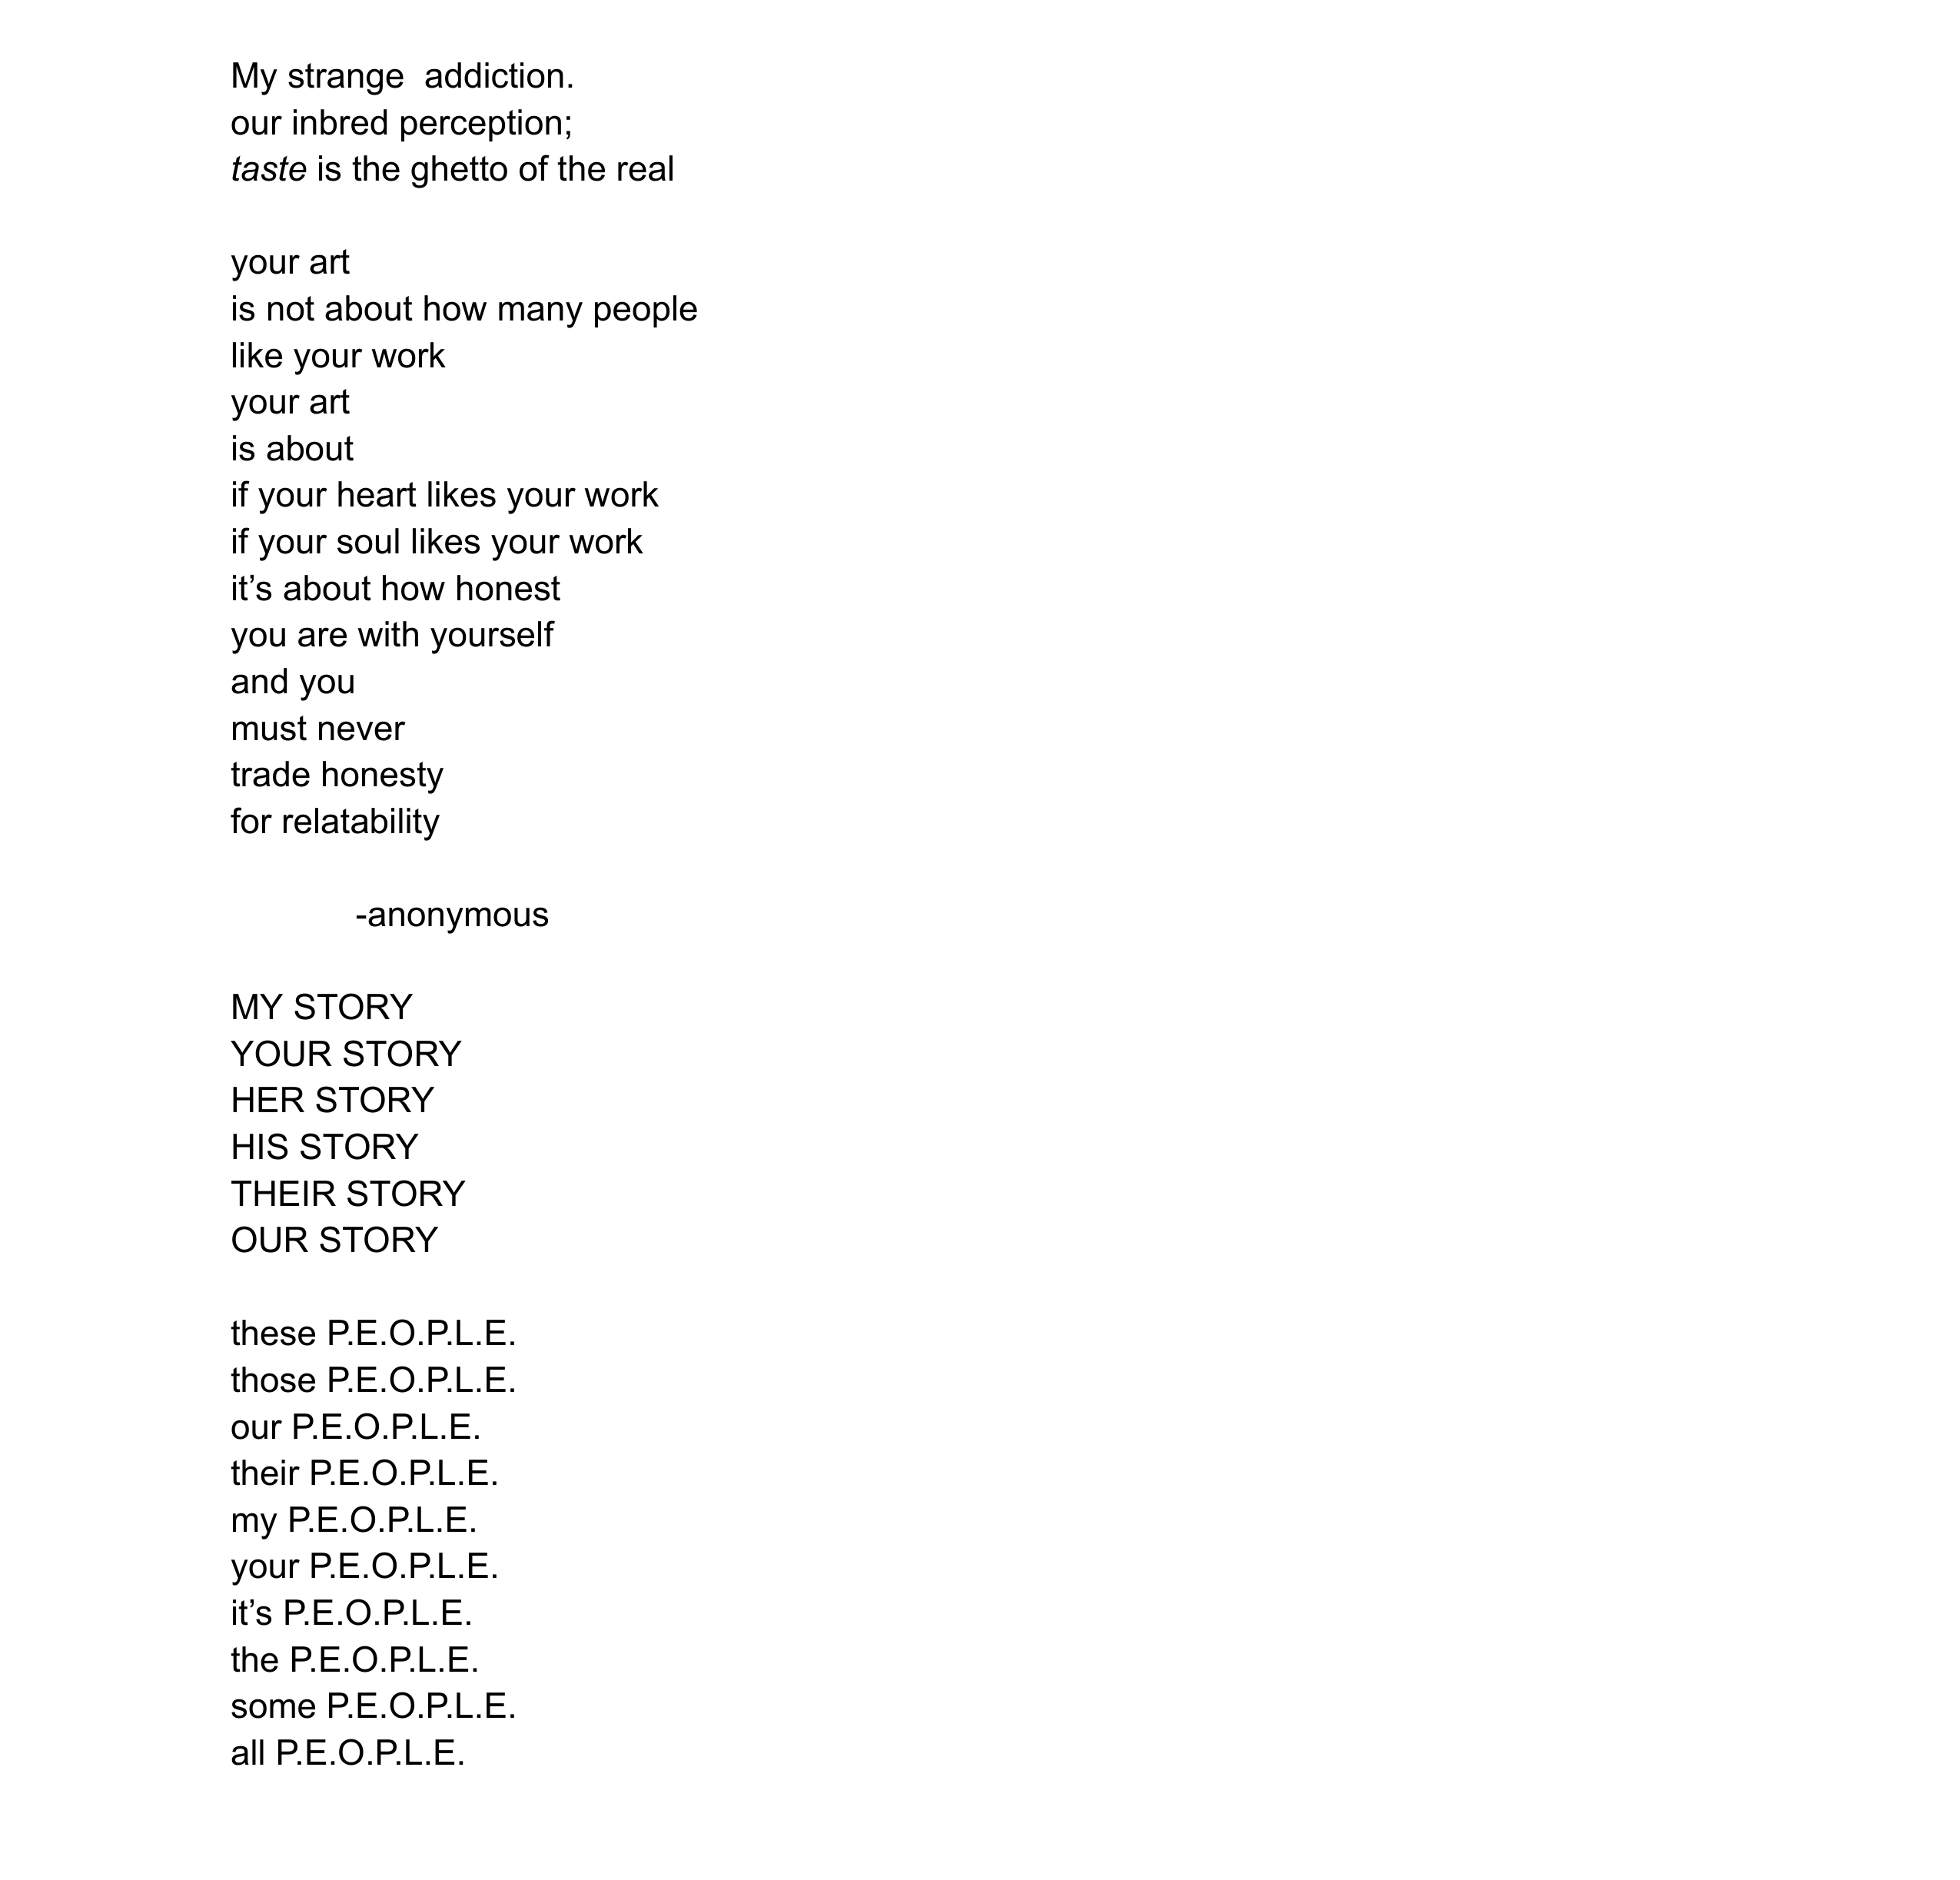 My strange  addiction.
our inbred perception;
taste is the ghetto of the real
your art
is not about how many people
like your work
your art
is about
if your heart likes your work
if your soul likes your work
it’s about how honest
you are with yourself
and you
must never
trade honesty
for relatability
-anonymous
MY STORY
YOUR STORY
HER STORY
HIS STORY
THEIR STORY
OUR STORY
these P.E.O.P.L.E.
those P.E.O.P.L.E.
our P.E.O.P.L.E.
their P.E.O.P.L.E.
my P.E.O.P.L.E.
your P.E.O.P.L.E.
it’s P.E.O.P.L.E.
the P.E.O.P.L.E.
some P.E.O.P.L.E.
all P.E.O.P.L.E.